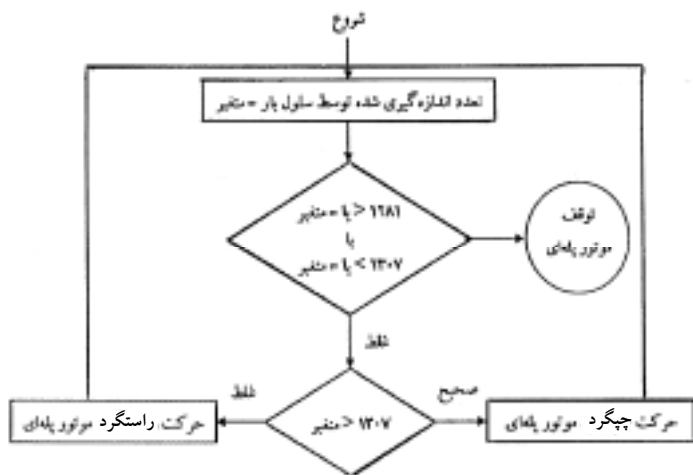 شروع
عدد اندازه‌گیری شده توسط سلول بار = متغیر
۱۲۸۱ < یا = متغیر
یا
۱۳۰۷ > یا = متغیر
توقف
موتور پله‌ای
غلط
غلط
صحیح
۱۳۰۷ < متغیر
حرکت راستگرد موتور پله‌ای
حرکت چپگرد موتور پله‌ای